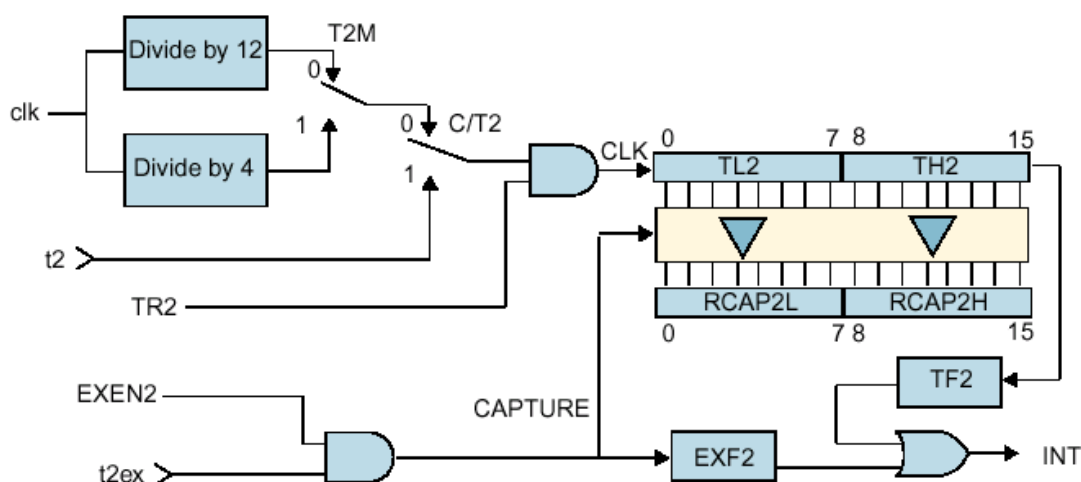 T2M
Divide by 12
0
clk
1
C/T2
0
Divide by 4
1
CLK
0
7
8
15
TL2
TH2
t2
TR2
RCAP2L
RCAP2H
0
7
8
15
EXEN2
CAPTURE
TF2
t2ex
EXF2
INT